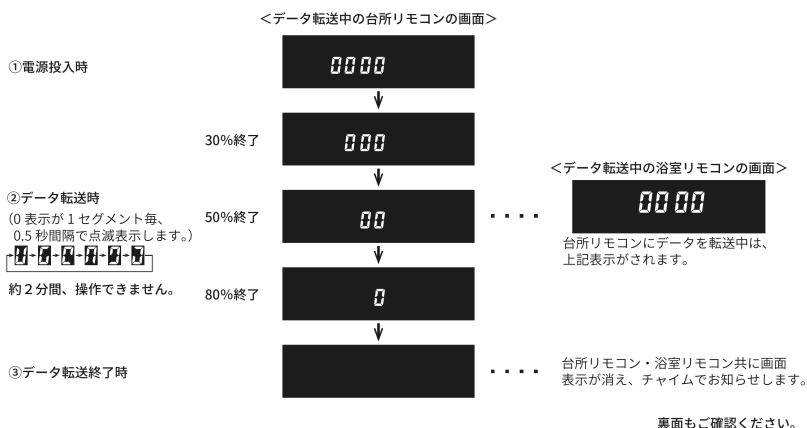 ＜データ転送中の台所リモコンの画面＞
①電源投入時
0000
30%終了
000
②データ転送時
（0 表示が 1 セグメント毎、
0.5 秒間隔で点滅表示します。）
約２分間、操作できません。
50%終了
00
＜データ転送中の浴室リモコンの画面＞
0000
台所リモコンにデータを転送中は、
上記表示がされます。
80%終了
0
③データ転送終了時
台所リモコン・浴室リモコン共に画面
表示が消え、チャイムでお知らせします。
裏面もご確認ください。